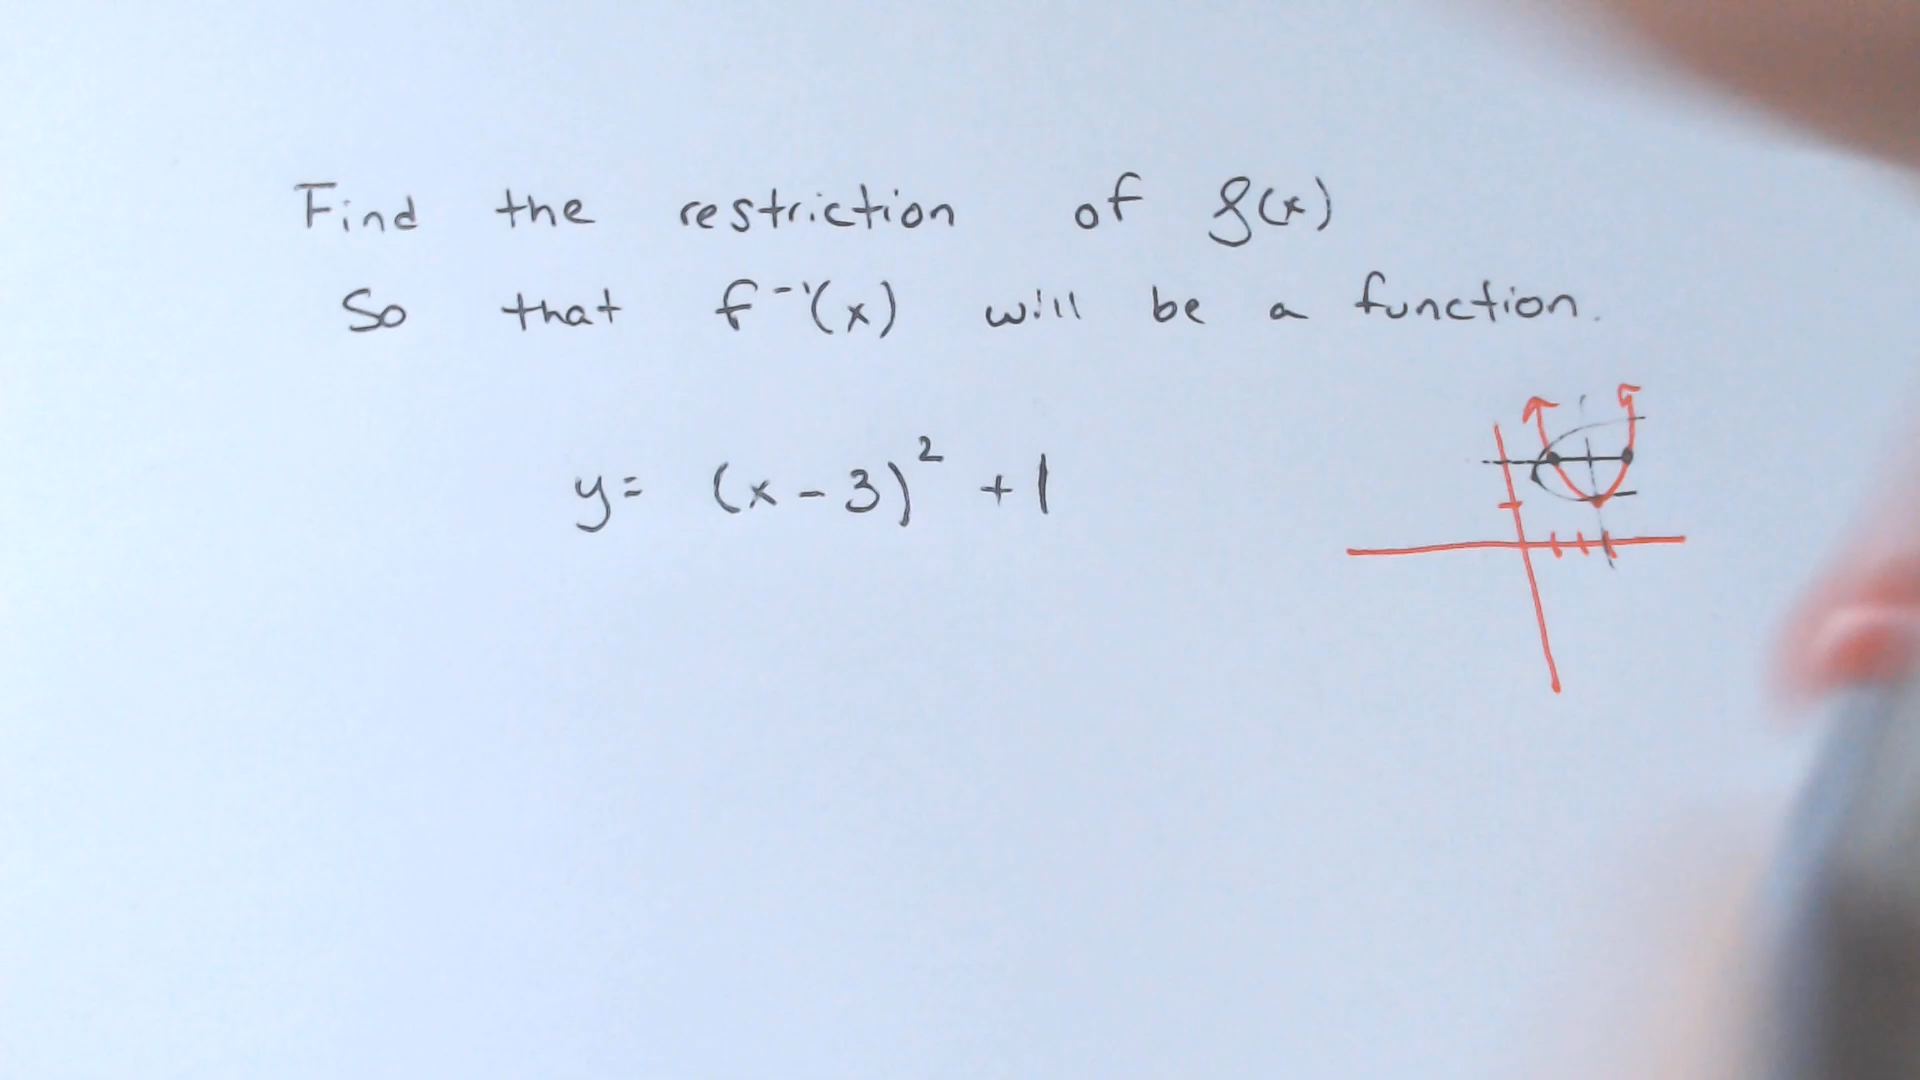 Find the restriction of f(x)
So that f⁻¹(x) will be a function.
y= (x-3)² +1